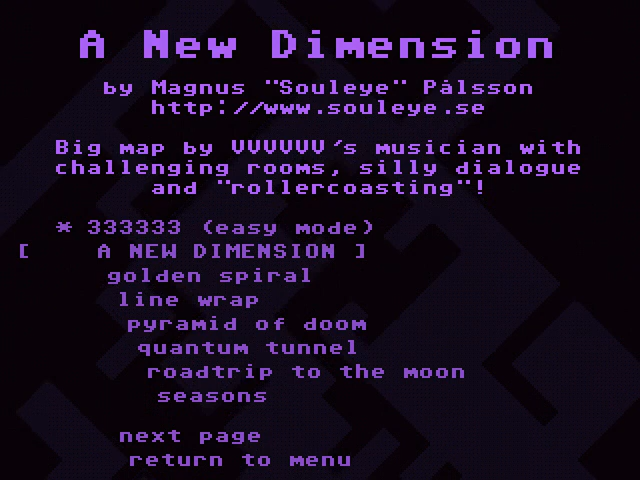 A New Dimension
by Magnus "Souleye" Pålsson
http://www.souleye.se
Big map by VVVVVV's musician with
challenging rooms, silly dialogue
and "rollercoasting"!
* 333333 (easy mode)
[ A NEW DIMENSION ]
golden spiral
line wrap
pyramid of doom
quantum tunnel
roadtrip to the moon
seasons
next page
return to menu